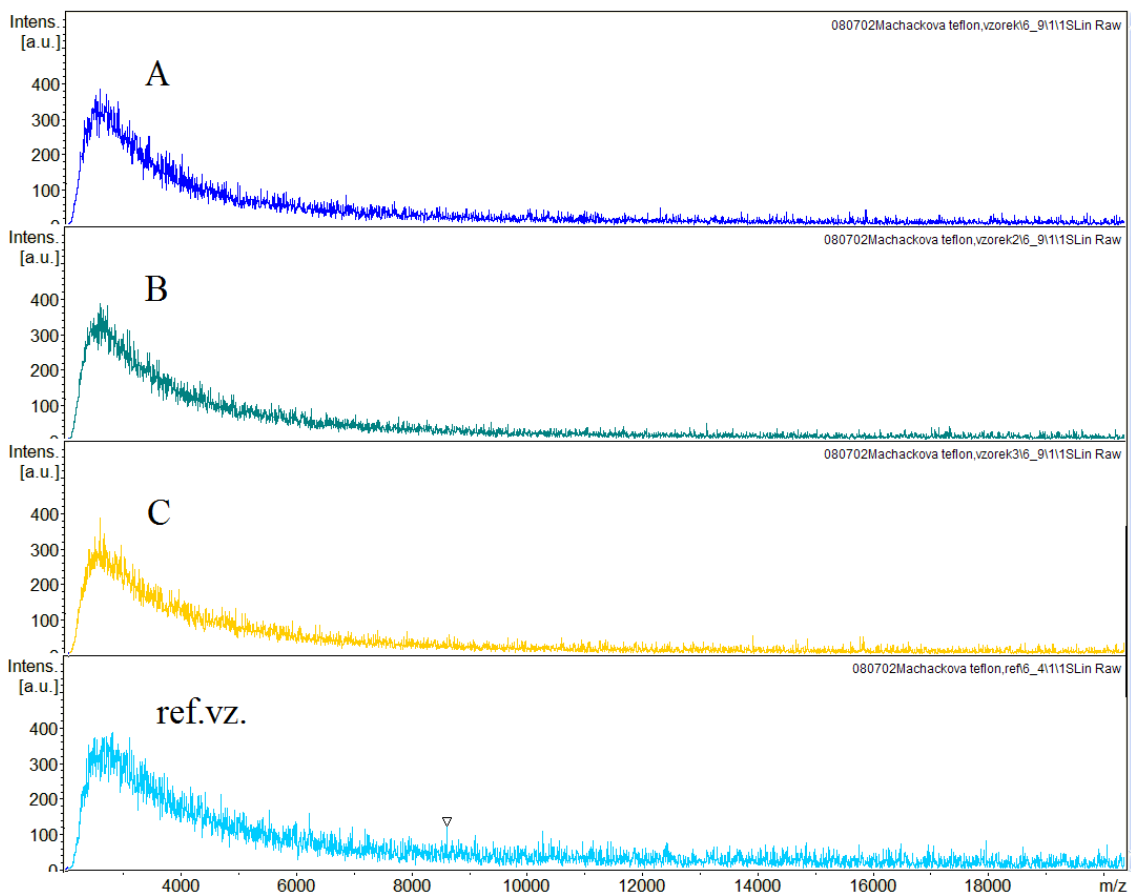 Intens.
[a.u.]
080702Machackova teflon,vzorek\6_9\1\1SLin Raw
A
400
300
200
100
0
Intens.
[a.u.]
080702Machackova teflon,vzorek2\6_9\1\1SLin Raw
B
400
300
200
100
0
Intens.
[a.u.]
080702Machackova teflon,vzorek3\6_9\1\1SLin Raw
C
400
300
200
100
0
Intens.
[a.u.]
080702Machackova teflon,ref\6_4\1\1SLin Raw
ref.vz.
400
300
200
100
0
4000 6000 8000 10000 12000 14000 16000 18000 m/z